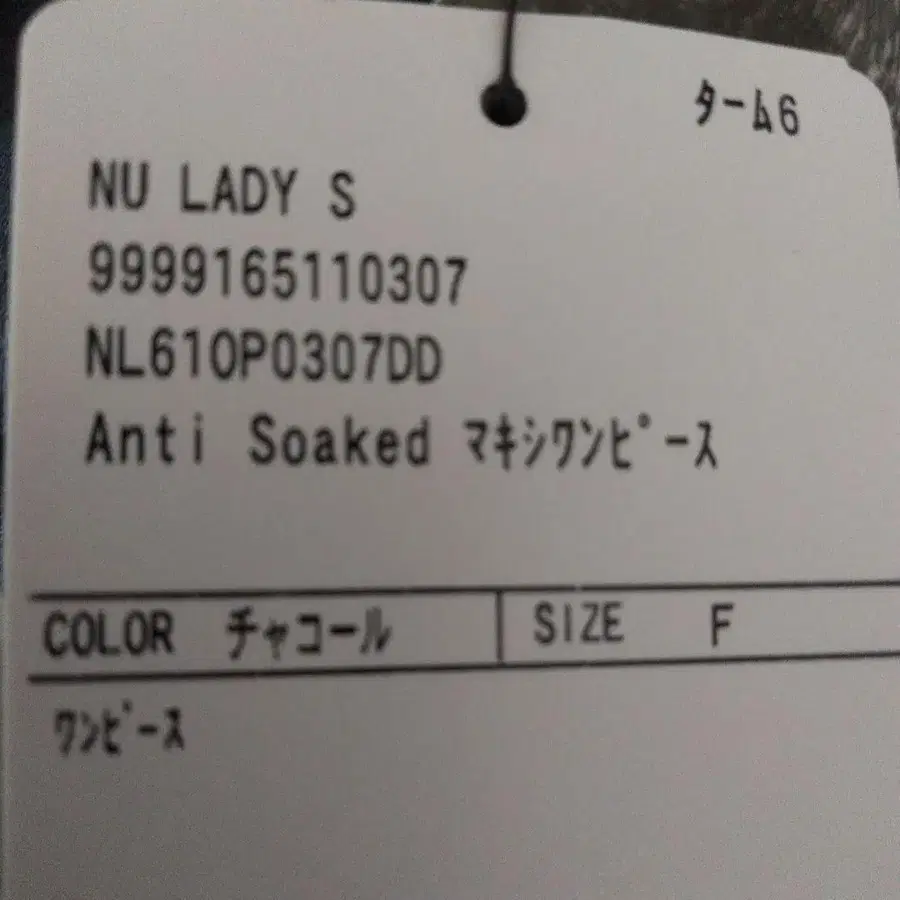 ターム6
NU LADY S
9999165110307
NL61OP0307DD
Anti Soaked マキシワンピース
COLOR チャコール SIZE F
ワンピース